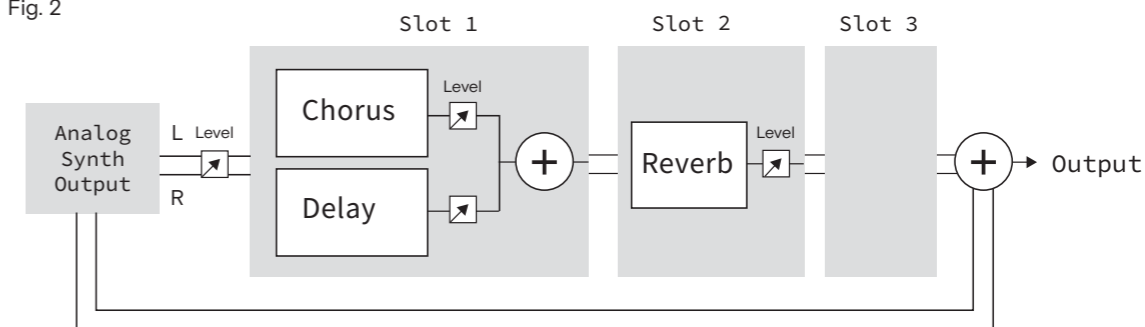 Fig. 2
Slot 1
Slot 2
Slot 3
Analog
Synth
Output
L
Level
R
Chorus
Level
Delay
+
Reverb
Level
+
Output